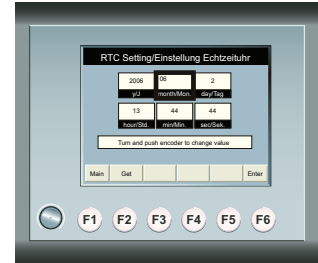 RTC Setting/Einstellung Echtzeituhr
2006 06 2
y/J month/Mon. day/Tag
13 44 44
hour/Std. min/Min. sec/Sek.
Turn and push encoder to change value
Main Get Enter
F1 F2 F3 F4 F5 F6